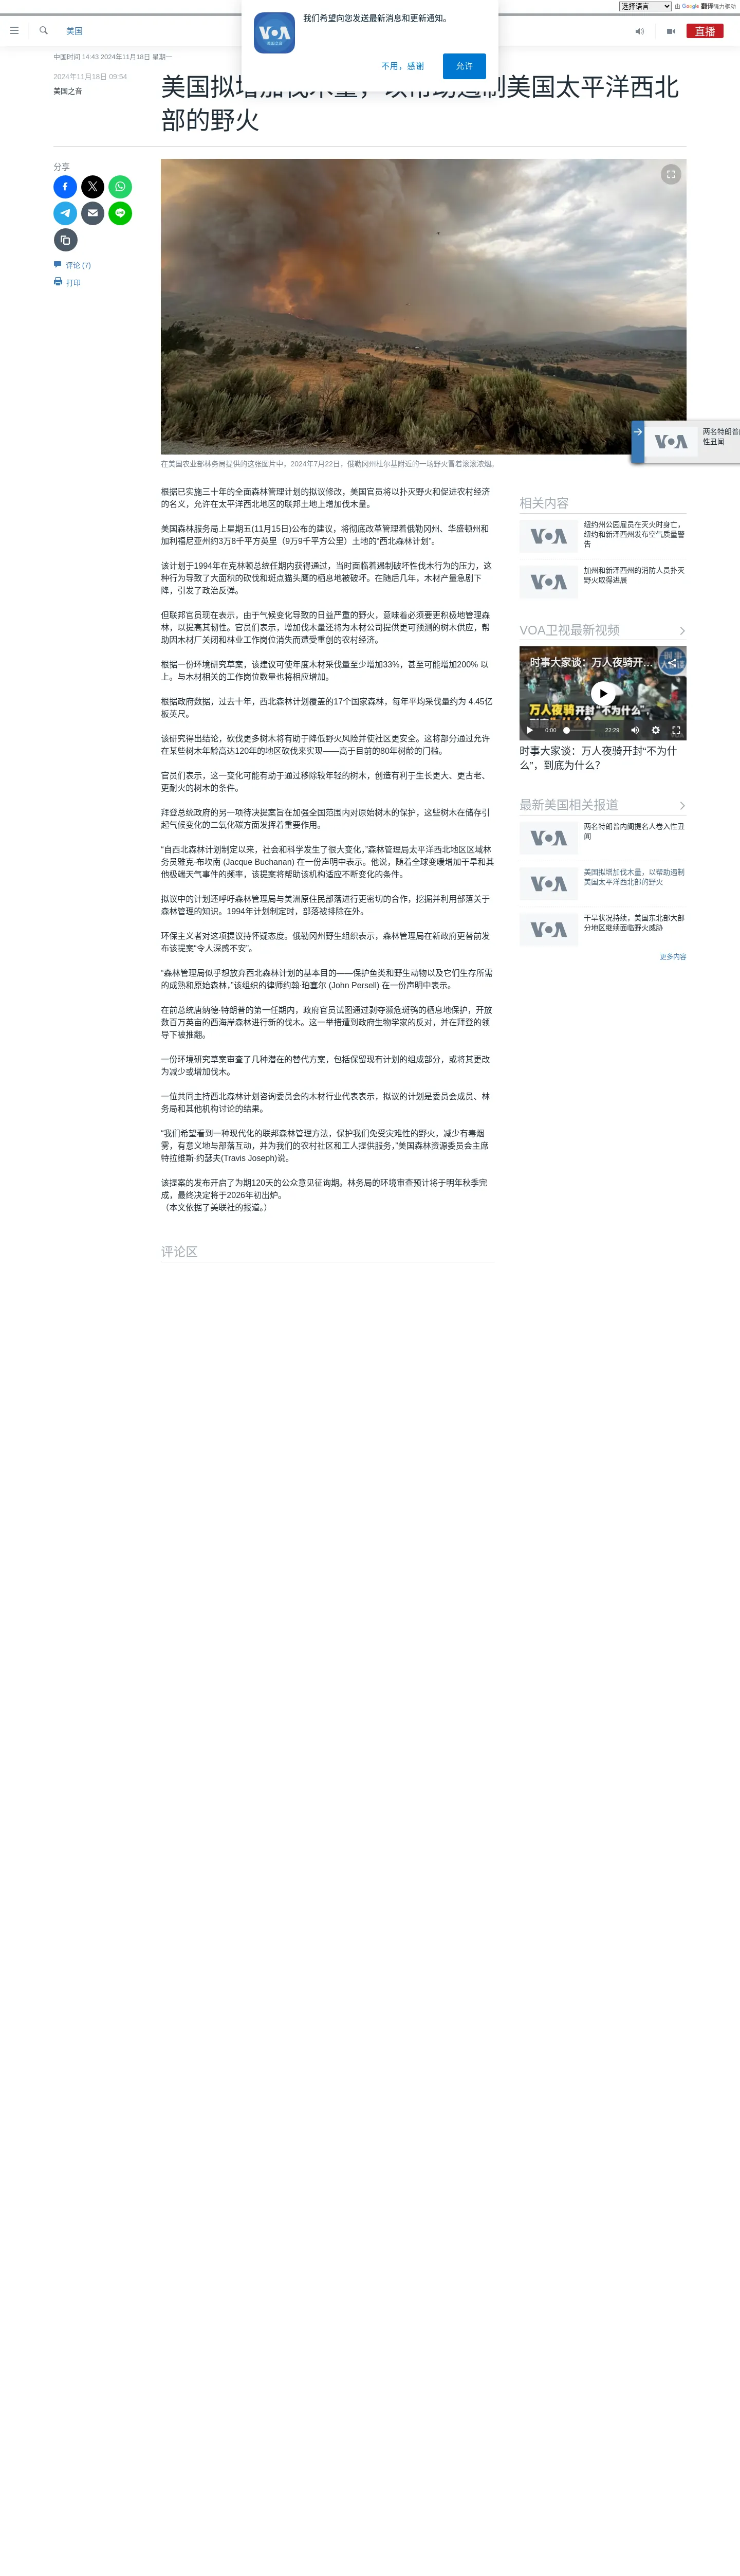 选择语言
由 Google 翻译强力驱动
我们希望向您发送最新消息和更新通知。
VOA
美国之音
不用，感谢
允许
美国
直播
中国时间 14:43 2024年11月18日 星期一
2024年11月18日 09:54
美国之音
美国拟增加伐木量，以帮助遏制美国太平洋西北
部的野火
分享
评论 (7)
打印
在美国农业部林务局提供的这张图片中，2024年7月22日，俄勒冈州杜尔基附近的一场野火冒着滚滚浓烟。
根据已实施三十年的全面森林管理计划的拟议修改，美国官员将以扑灭野火和促进农村经济
的名义，允许在太平洋西北地区的联邦土地上增加伐木量。
美国森林服务局上星期五(11月15日)公布的建议，将彻底改革管理着俄勒冈州、华盛顿州和
加利福尼亚州约3万8千平方英里（9万9千平方公里）土地的“西北森林计划”。
该计划于1994年在克林顿总统任期内获得通过，当时面临着遏制破坏性伐木行为的压力，这
种行为导致了大面积的砍伐和斑点猫头鹰的栖息地被破坏。在随后几年，木材产量急剧下
降，引发了政治反弹。
但联邦官员现在表示，由于气候变化导致的日益严重的野火，意味着必须要更积极地管理森
林，以提高其韧性。官员们表示，增加伐木量还将为木材公司提供更可预测的树木供应，帮
助因木材厂关闭和林业工作岗位消失而遭受重创的农村经济。
根据一份环境研究草案，该建议可使年度木材采伐量至少增加33%，甚至可能增加200% 以
上。与木材相关的工作岗位数量也将相应增加。
根据政府数据，过去十年，西北森林计划覆盖的17个国家森林，每年平均采伐量约为 4.45亿
板英尺。
该研究得出结论，砍伐更多树木将有助于降低野火风险并使社区更安全。这将部分通过允许
在某些树木年龄高达120年的地区砍伐来实现——高于目前的80年树龄的门槛。
官员们表示，这一变化可能有助于通过移除较年轻的树木，创造有利于生长更大、更古老、
更耐火的树木的条件。
拜登总统政府的另一项待决提案旨在加强全国范围内对原始树木的保护，这些树木在储存引
起气候变化的二氧化碳方面发挥着重要作用。
“自西北森林计划制定以来，社会和科学发生了很大变化，”森林管理局太平洋西北地区区域林
务员雅克·布坎南 (Jacque Buchanan) 在一份声明中表示。他说，随着全球变暖增加干旱和其
他极端天气事件的频率，该提案将帮助该机构适应不断变化的条件。
拟议中的计划还呼吁森林管理局与美洲原住民部落进行更密切的合作，挖掘并利用部落关于
森林管理的知识。1994年计划制定时，部落被排除在外。
环保主义者对这项提议持怀疑态度。俄勒冈州野生组织表示，森林管理局在新政府更替前发
布该提案“令人深感不安”。
“森林管理局似乎想放弃西北森林计划的基本目的——保护鱼类和野生动物以及它们生存所需
的成熟和原始森林，”该组织的律师约翰·珀塞尔 (John Persell) 在一份声明中表示。
在前总统唐纳德·特朗普的第一任期内，政府官员试图通过剥夺濒危斑鸮的栖息地保护，开放
数百万英亩的西海岸森林进行新的伐木。这一举措遭到政府生物学家的反对，并在拜登的领
导下被推翻。
一份环境研究草案审查了几种潜在的替代方案，包括保留现有计划的组成部分，或将其更改
为减少或增加伐木。
一位共同主持西北森林计划咨询委员会的木材行业代表表示，拟议的计划是委员会成员、林
务局和其他机构讨论的结果。
“我们希望看到一种现代化的联邦森林管理方法，保护我们免受灾难性的野火，减少有毒烟
雾，有意义地与部落互动，并为我们的农村社区和工人提供服务，”美国森林资源委员会主席
特拉维斯·约瑟夫(Travis Joseph)说。
该提案的发布开启了为期120天的公众意见征询期。林务局的环境审查预计将于明年秋季完
成，最终决定将于2026年初出炉。
（本文依据了美联社的报道。）
评论区
VOA
两名特朗普内
性丑闻
相关内容
VOA
纽约州公园雇员在灭火时身亡，
纽约和新泽西州发布空气质量警
告
VOA
加州和新泽西州的消防人员扑灭
野火取得进展
VOA卫视最新视频
时事大家谈：万人夜骑开...
万人夜骑开封“不为什么”，
0:00
22:29
时事大家谈：万人夜骑开封“不为什
么”，到底为什么？
最新美国相关报道
VOA
两名特朗普内阁提名人卷入性丑
闻
VOA
美国拟增加伐木量，以帮助遏制
美国太平洋西北部的野火
VOA
干旱状况持续，美国东北部大部
分地区继续面临野火威胁
更多内容